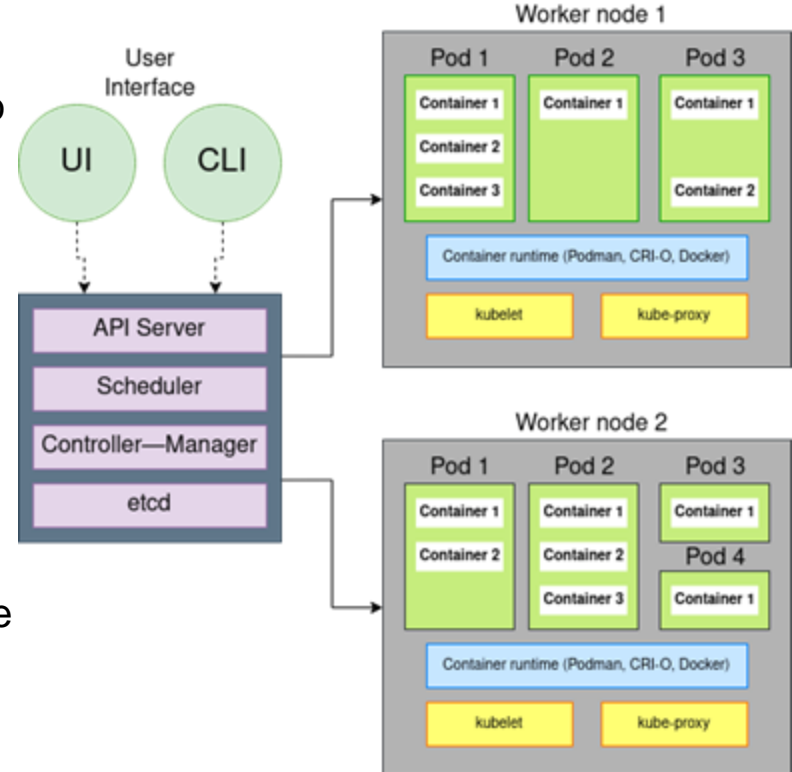 User
Interface
UI
CLI
API Server
Scheduler
Controller—Manager
etcd
Worker node 1
Pod 1
Container 1
Container 2
Container 3
Pod 2
Container 1
Pod 3
Container 1
Container 2
Container runtime (Podman, CRI-O, Docker)
kubelet
kube-proxy
Worker node 2
Pod 1
Container 1
Container 2
Pod 2
Container 1
Container 2
Container 3
Pod 3
Container 1
Pod 4
Container 1
Container runtime (Podman, CRI-O, Docker)
kubelet
kube-proxy
e